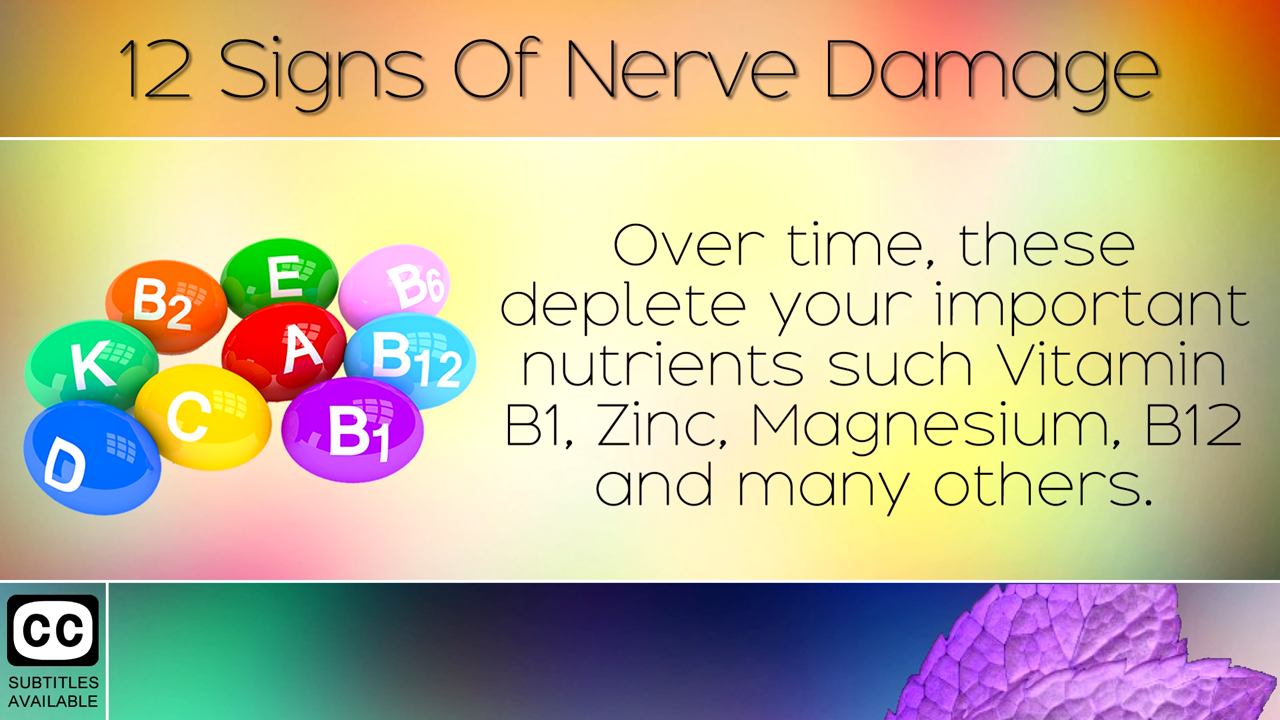 12 Signs Of Nerve Damage
Over time, these
deplete your important
nutrients such Vitamin
B1, Zinc, Magnesium, B12
and many others.
E
B2
B6
A
K
B12
C
B1
D
CC
SUBTITLES
AVAILABLE